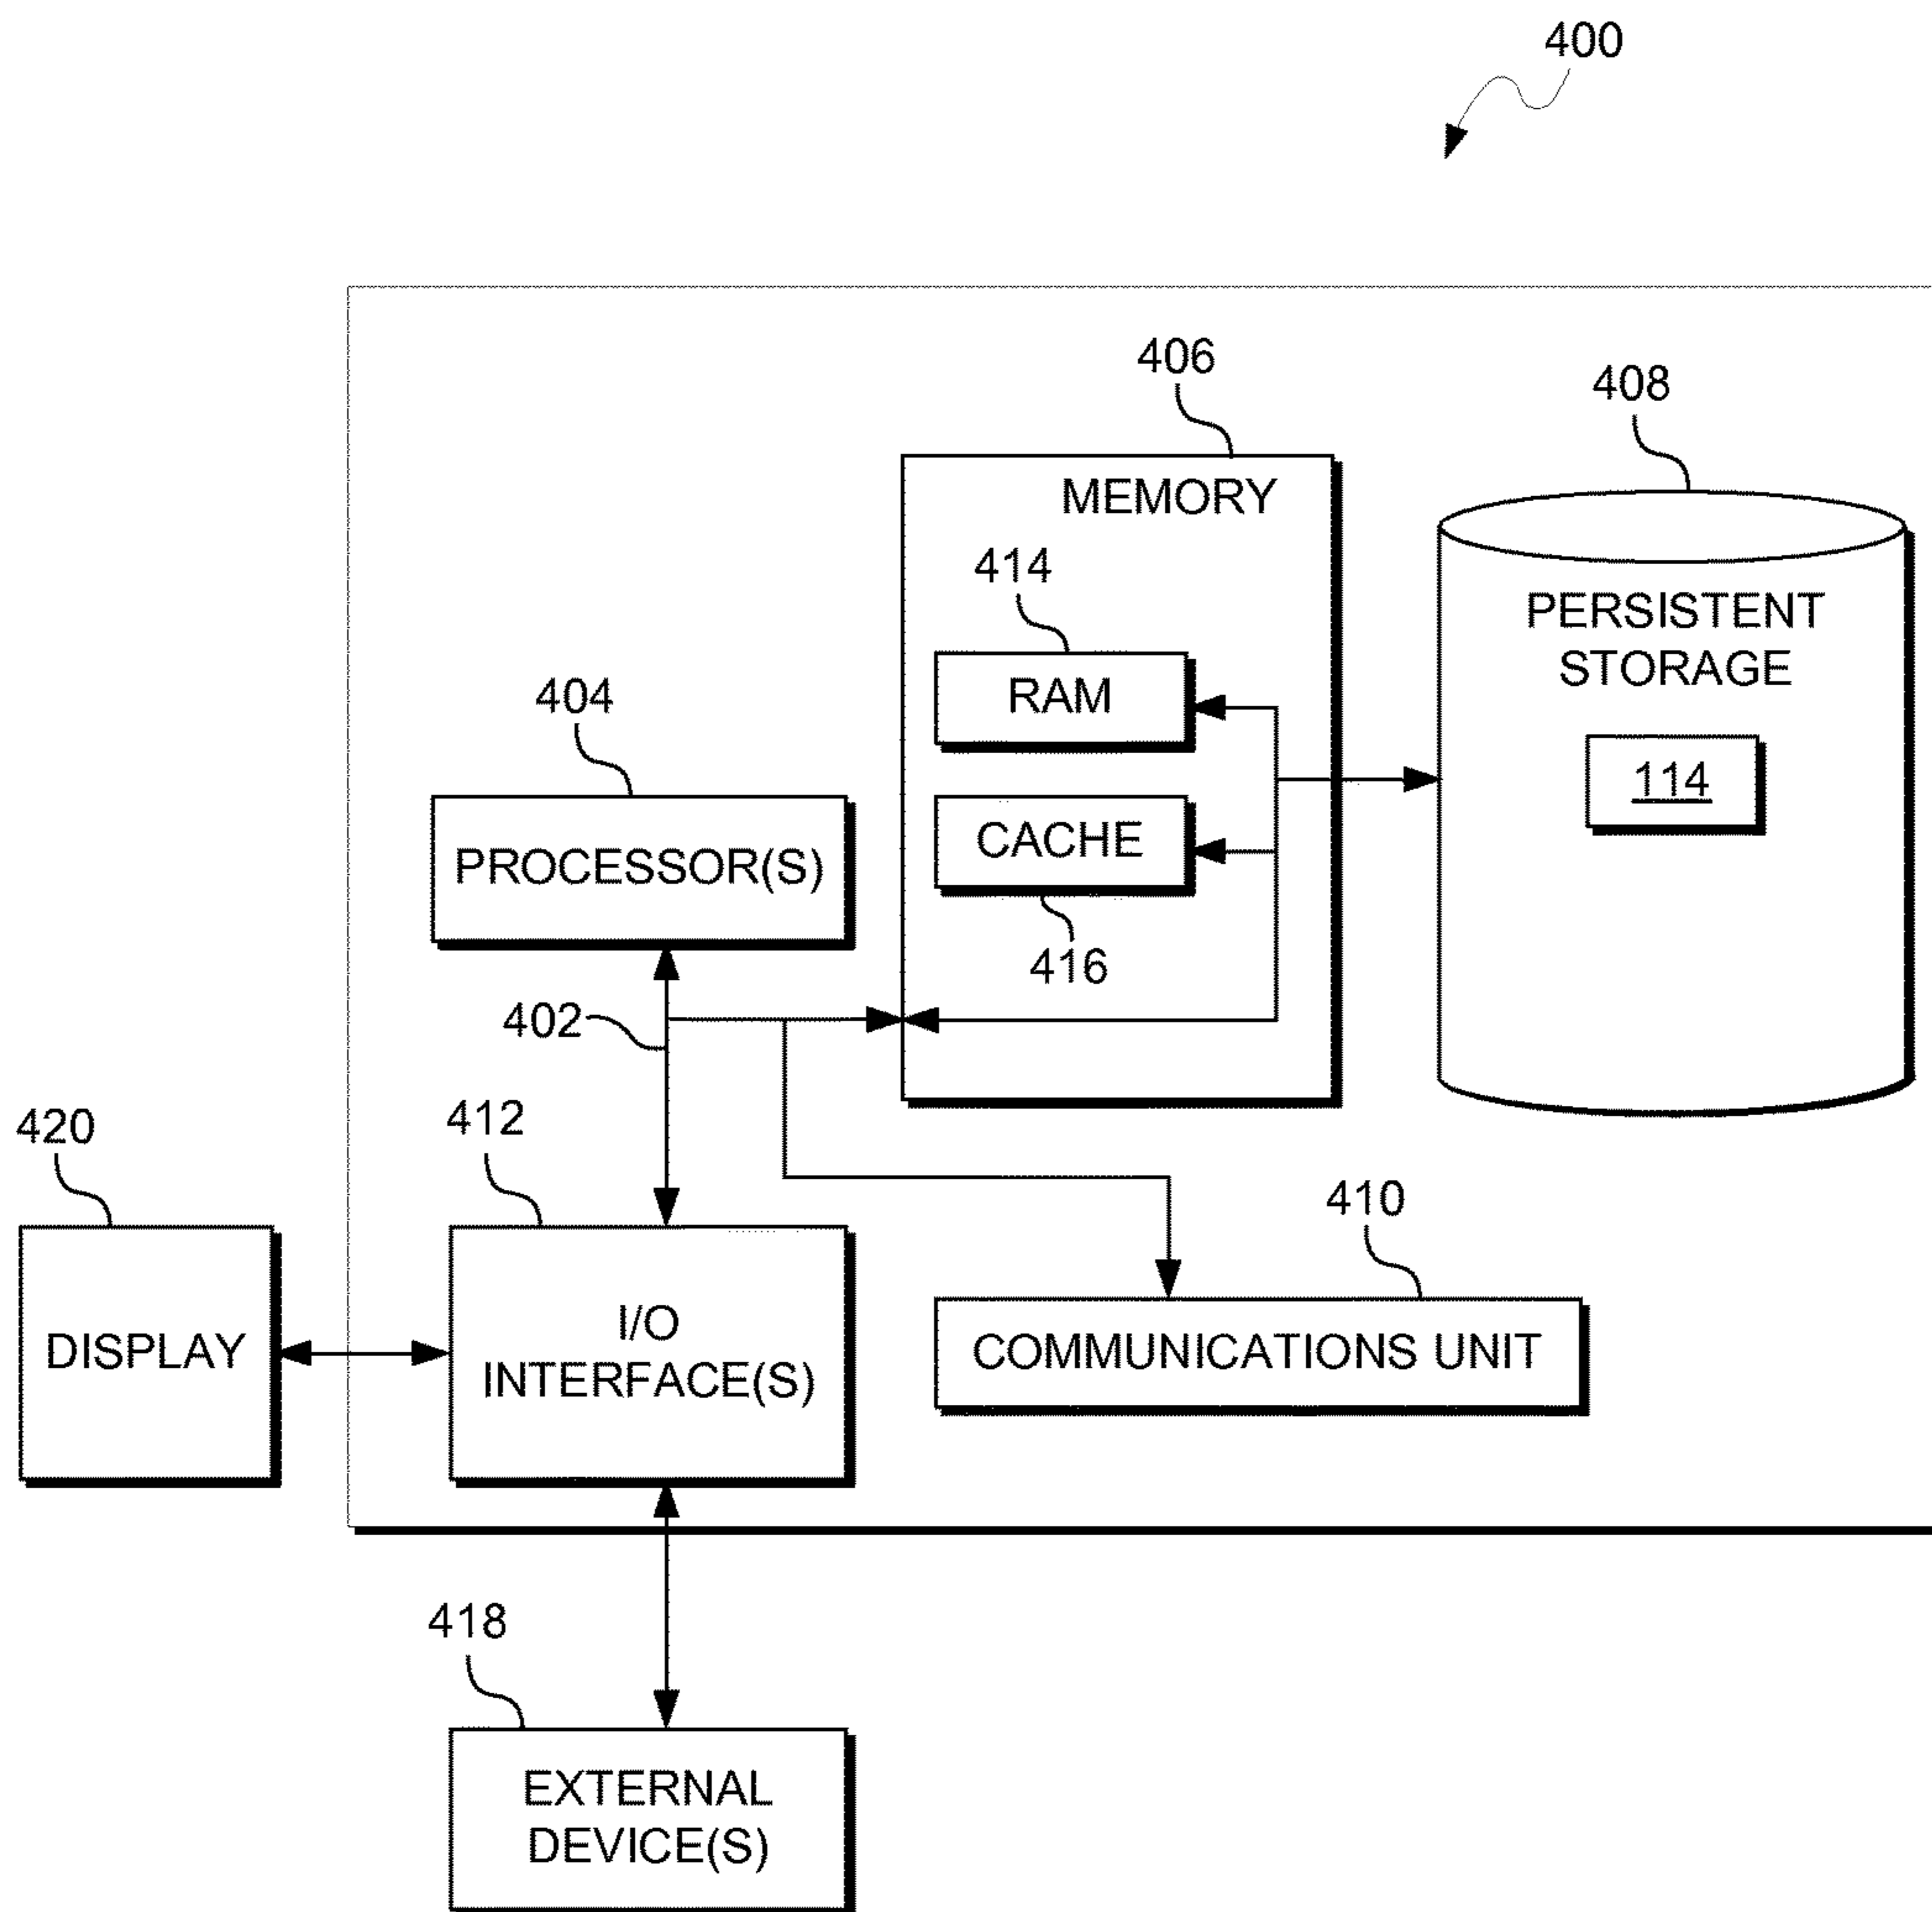 400
406
408
MEMORY
414
PERSISTENT
STORAGE
RAM
404
114
CACHE
PROCESSOR(S)
416
402
420
412
410
I/O
INTERFACE(S)
DISPLAY
COMMUNICATIONS UNIT
418
EXTERNAL
DEVICE(S)